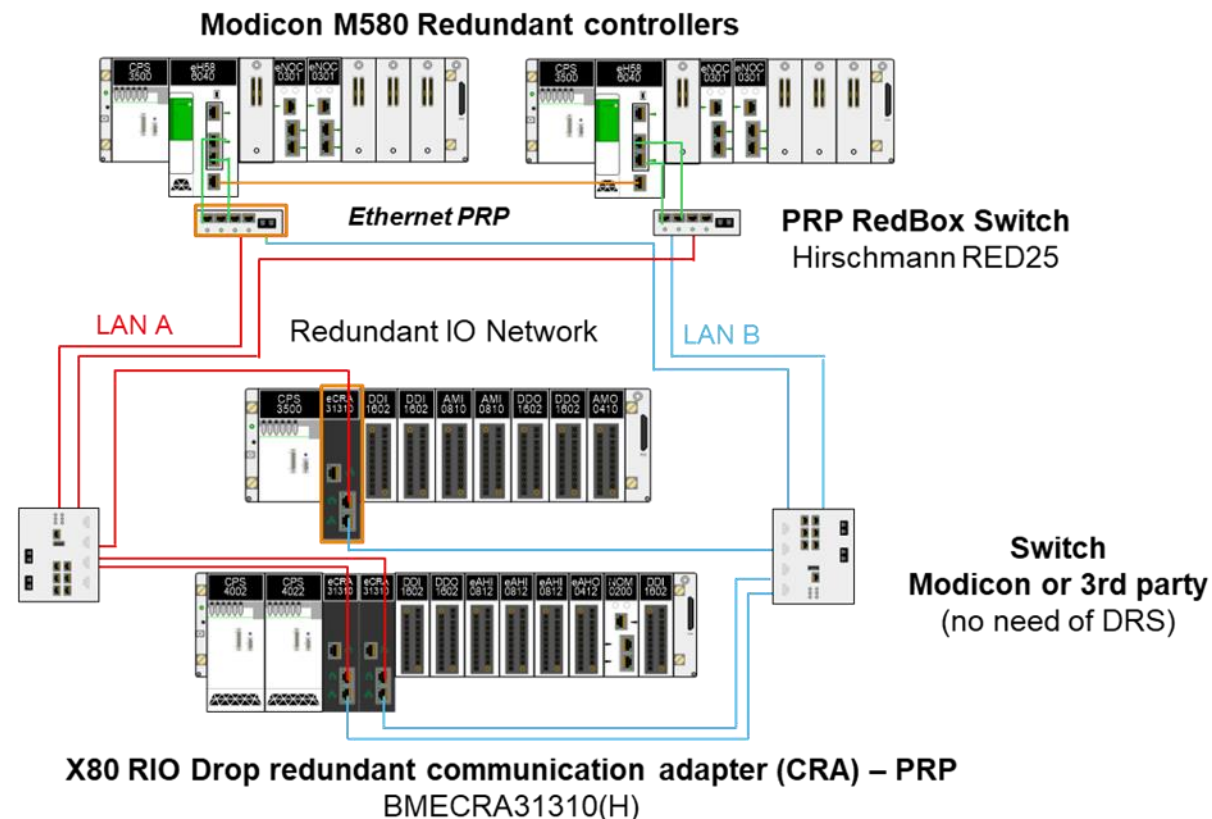 Modicon M580 Redundant controllers
CPS 3500
eH58 6040
eNOC 0301
eNOC 0301
CPS 3500
eH58 6040
eNOC 0301
eNOC 0301
Ethernet PRP
PRP RedBox Switch
Hirschmann RED25
LAN A
Redundant IO Network
LAN B
CPS 3500
eCRA 31310
DDI 1602
DDI 1602
AMI 0810
AMI 0810
DDO 1602
DDO 1602
AMO 0410
Switch
Modicon or 3rd party
(no need of DRS)
CPS 4002
CPS 4022
eCRA 31310
eCRA 31310
DDI 1602
DDO 1602
eAHI 0812
eAHI 0812
eAHI 0812
eAHO 0412
NOM 0200
DDI 1602
X80 RIO Drop redundant communication adapter (CRA) – PRP
BMECRA31310(H)